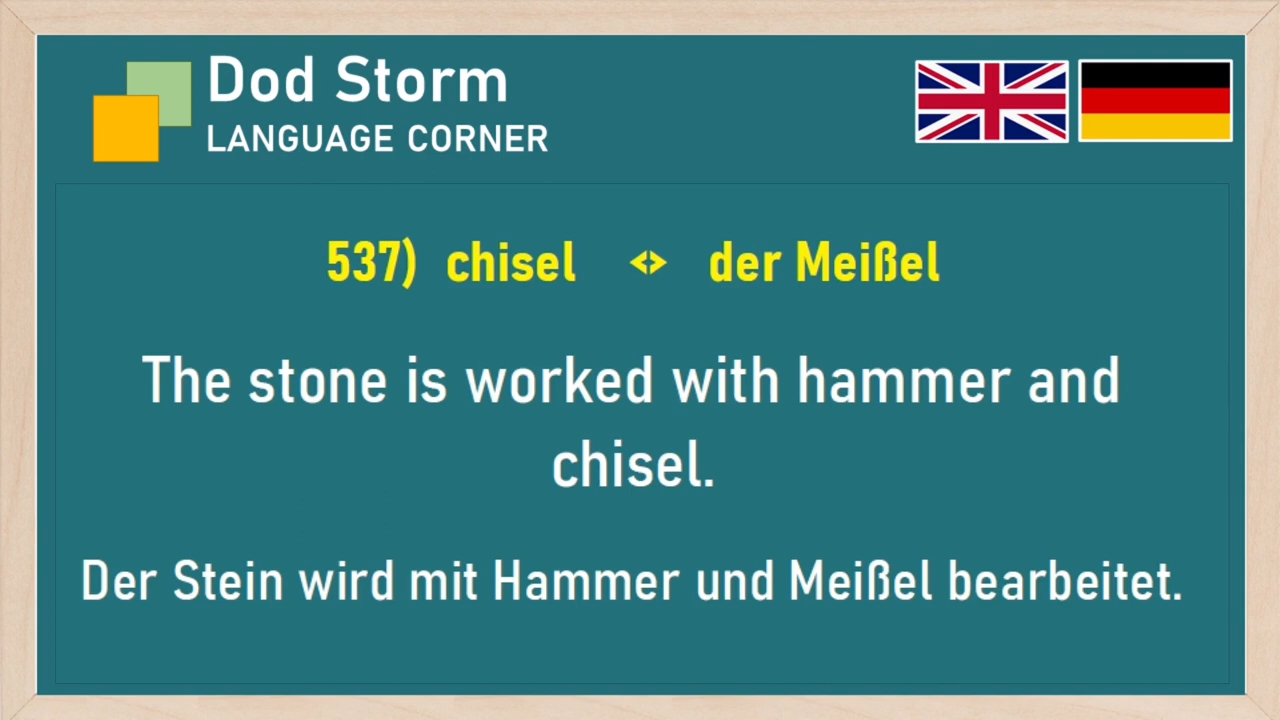 Dod Storm
LANGUAGE CORNER
537) chisel <> der Meißel
The stone is worked with hammer and
chisel.
Der Stein wird mit Hammer und Meißel bearbeitet.